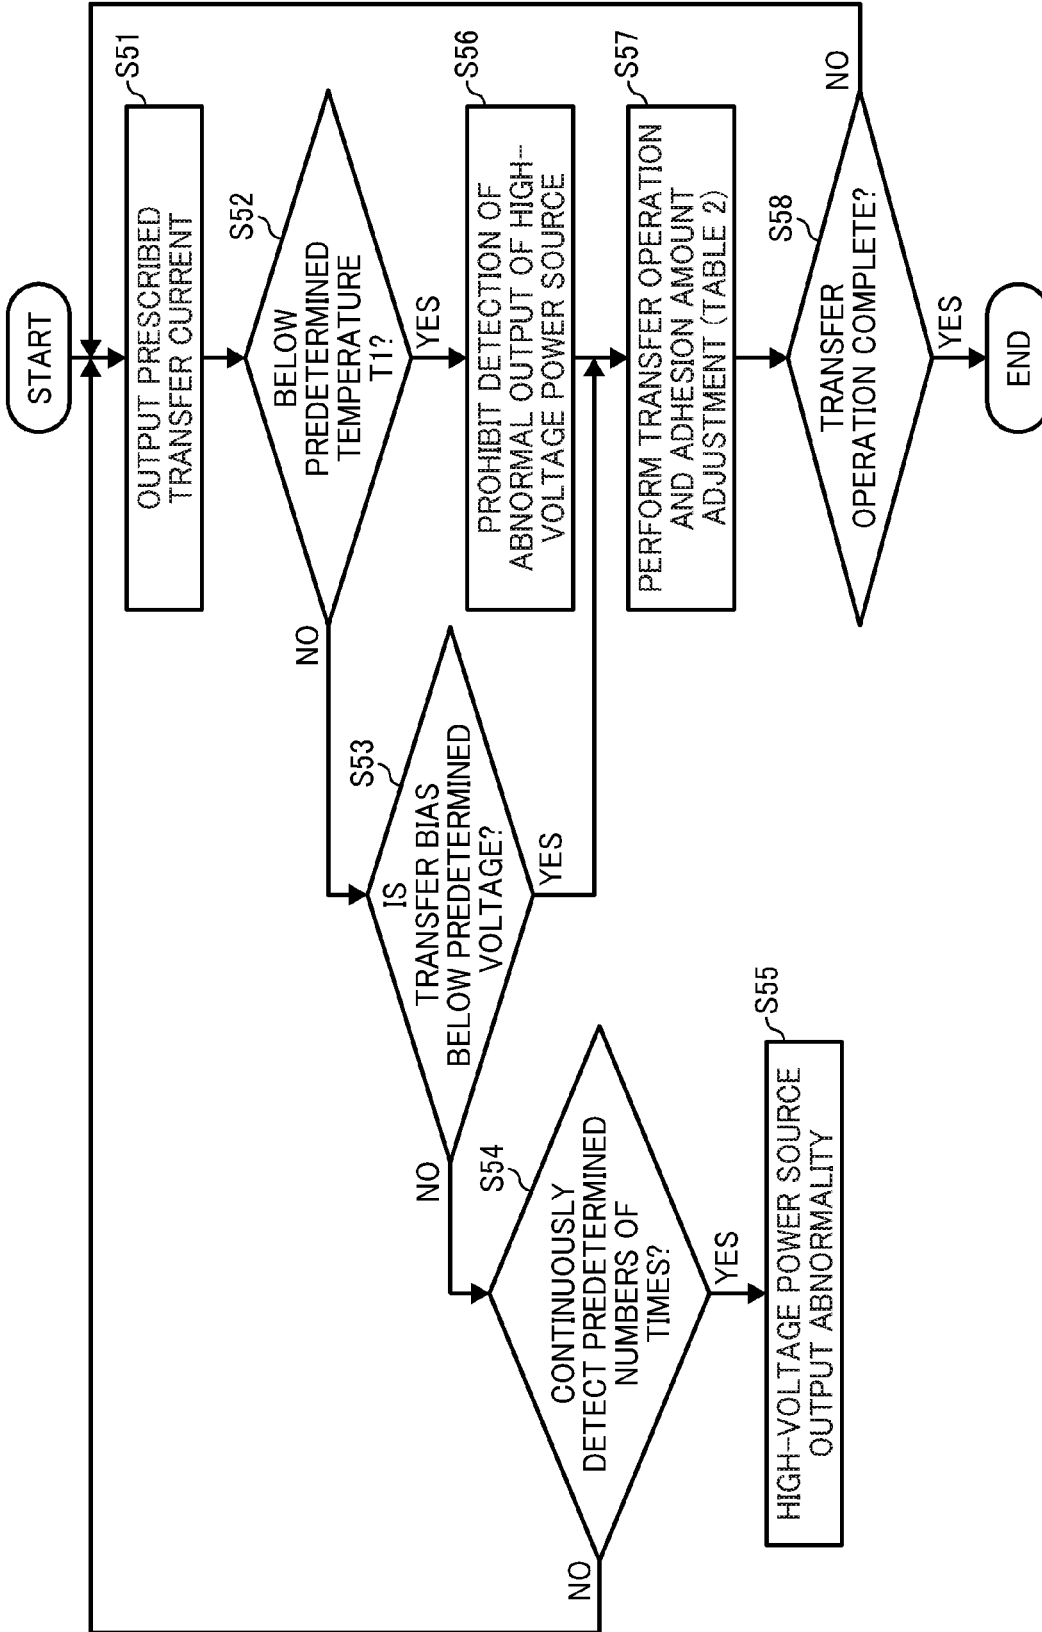 START
S51
OUTPUT PRESCRIBED
TRANSFER CURRENT
S52
BELOW
PREDETERMINED
TEMPERATURE
T1?
NO
YES
S53
IS
TRANSFER BIAS
BELOW PREDETERMINED
VOLTAGE?
NO
YES
S54
CONTINUOUSLY
DETECT PREDETERMINED
NUMBERS OF
TIMES?
NO
YES
S55
HIGH-VOLTAGE POWER SOURCE
OUTPUT ABNORMALITY
S56
PROHIBIT DETECTION OF
ABNORMAL OUTPUT OF HIGH-
VOLTAGE POWER SOURCE
S57
PERFORM TRANSFER OPERATION
AND ADHESION AMOUNT
ADJUSTMENT (TABLE 2)
S58
TRANSFER
OPERATION COMPLETE?
NO
YES
END